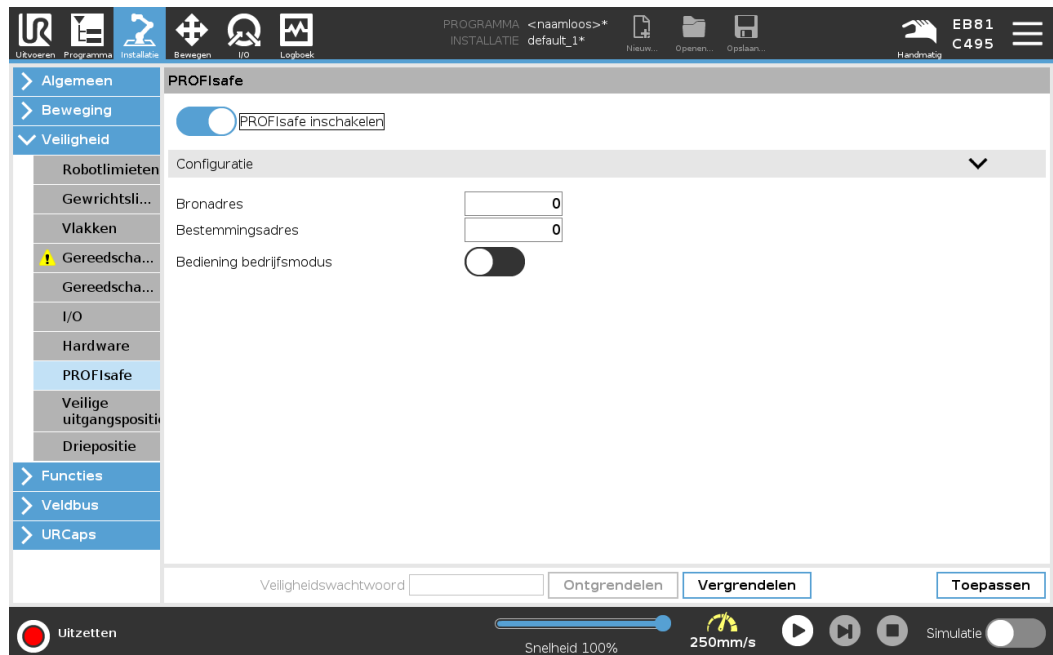 PROGRAMMA <naamloos>*
INSTALLATIE default_1*
Uitvoeren
Programma
Installatie
Bewegen
I/O
Logboek
Nieuw...
Openen...
Opslaan...
Handmatig
EB81
C495
Algemeen
Beweging
Veiligheid
Robotlimieten
Gewrichtsli...
Vlakken
Gereedscha...
Gereedscha...
I/O
Hardware
PROFIsafe
Veilige
uitgangspositi
Driepositie
Functies
Veldbus
URCaps
PROFIsafe
PROFIsafe inschakelen
Configuratie
Bronadres 0
Bestemmingsadres 0
Bediening bedrijfsmodus
Veiligheidswachtwoord Ontgrendelen Vergrendelen Toepassen
Uitzetten
Snelheid 100%
250mm/s
Simulatie